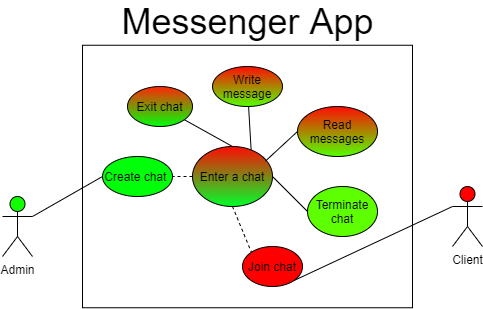 Messenger App
Write
message
Exit chat
Read
messages
Create chat
Enter a chat
Terminate
chat
Admin
Client
Join chat